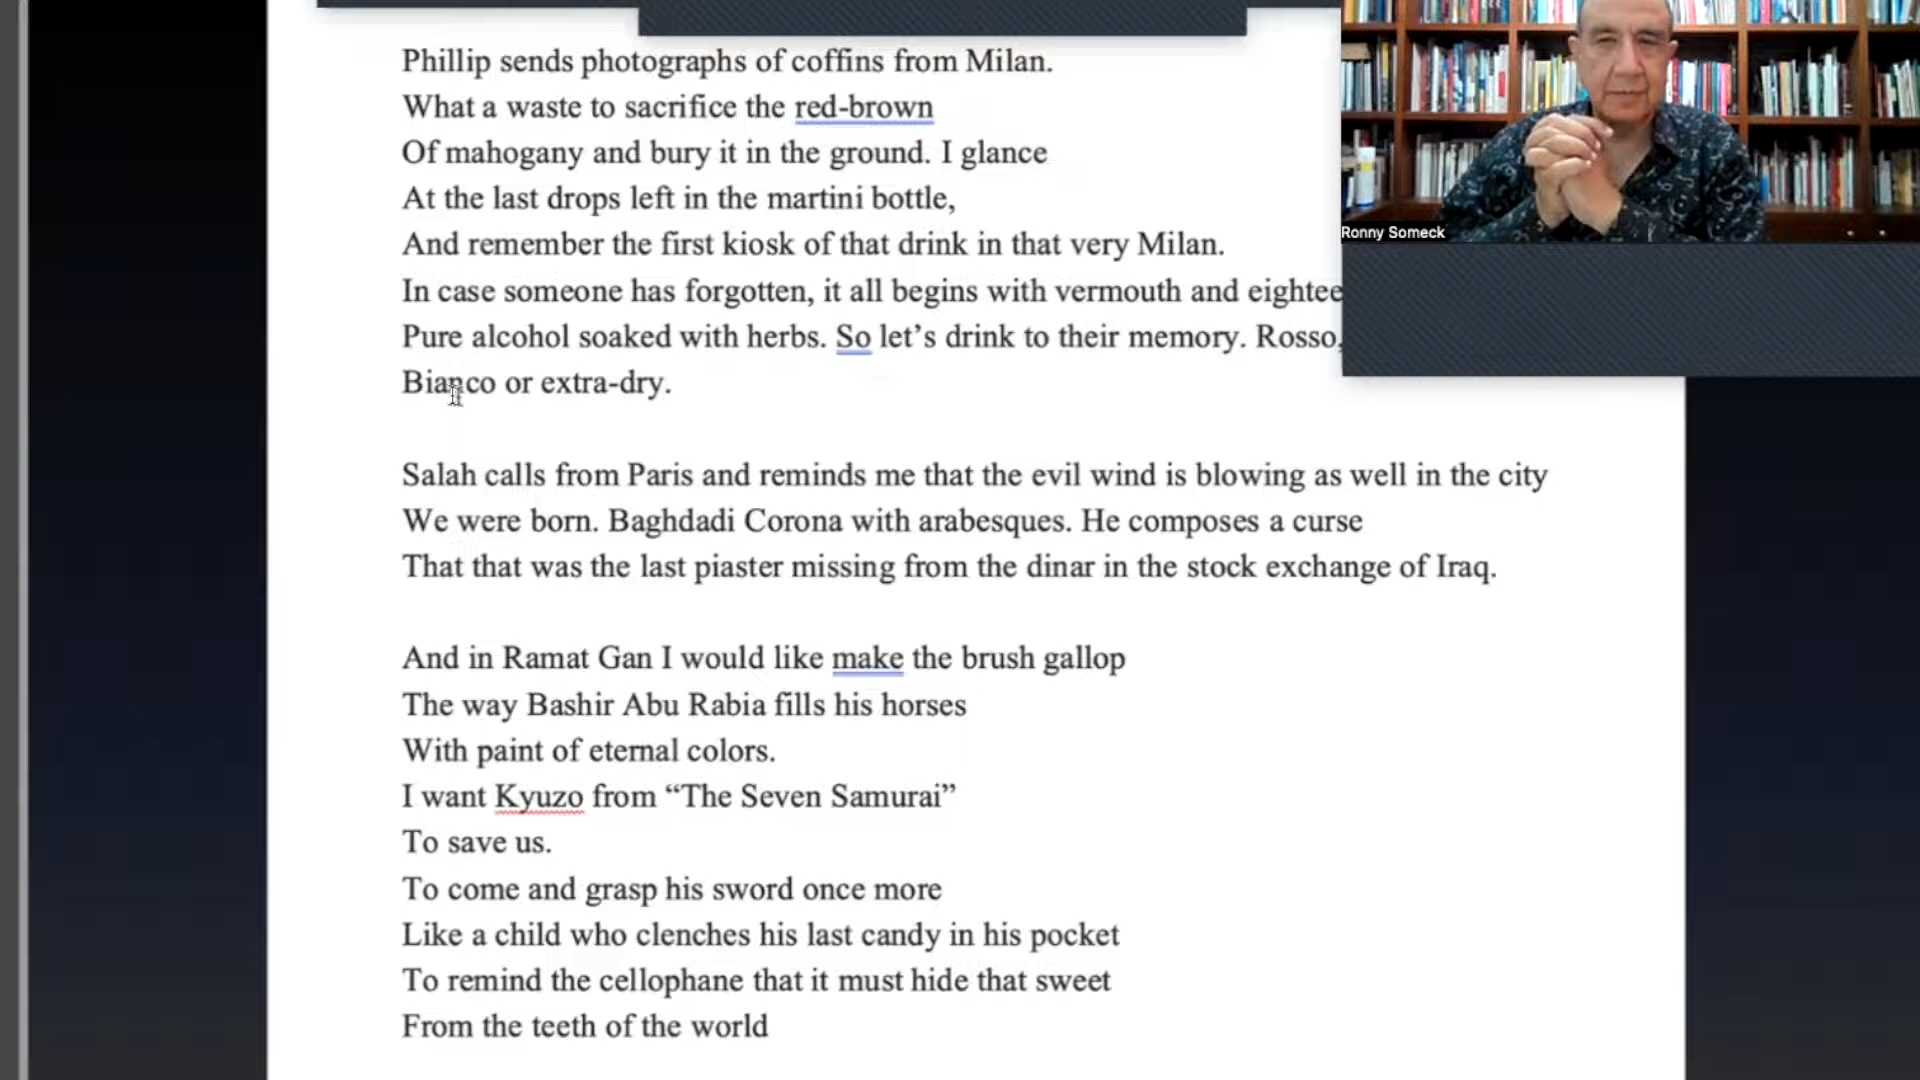 Phillip sends photographs of coffins from Milan.
What a waste to sacrifice the red-brown
Of mahogany and bury it in the ground. I glance
At the last drops left in the martini bottle,
And remember the first kiosk of that drink in that very Milan.
In case someone has forgotten, it all begins with vermouth and eightee
Pure alcohol soaked with herbs. So let’s drink to their memory. Rosso,
Bianco or extra-dry.
Salah calls from Paris and reminds me that the evil wind is blowing as well in the city
We were born. Baghdadi Corona with arabesques. He composes a curse
That that was the last piaster missing from the dinar in the stock exchange of Iraq.
And in Ramat Gan I would like make the brush gallop
The way Bashir Abu Rabia fills his horses
With paint of eternal colors.
I want Kyuzo from “The Seven Samurai”
To save us.
To come and grasp his sword once more
Like a child who clenches his last candy in his pocket
To remind the cellophane that it must hide that sweet
From the teeth of the world
Ronny Someck